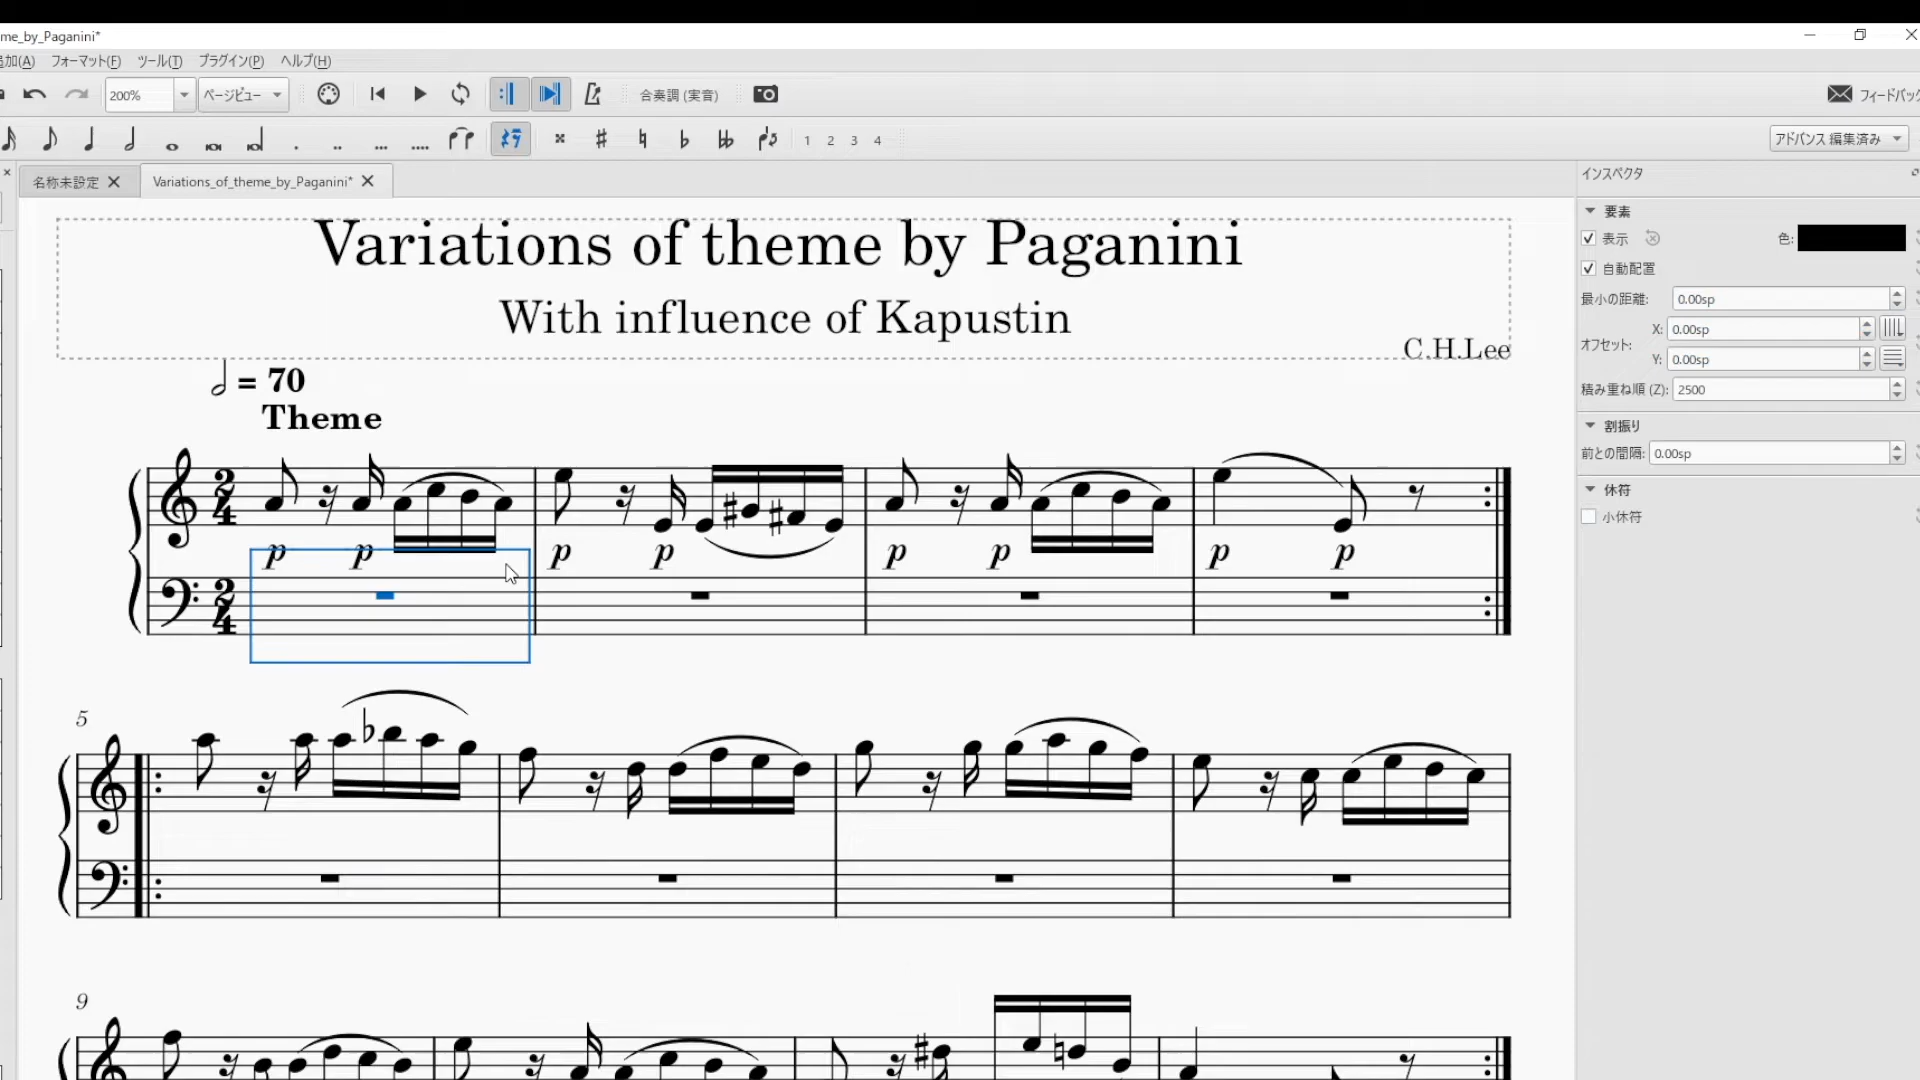 me_by_Paganini*
追加(A) フォーマット(F) ツール(T) プラグイン(P) ヘルプ(H)
200% ページビュー 合奏調 (実音) フィードバック
1 2 3 4 アドバンス 編集済み
名称未設定 Variations_of_theme_by_Paganini*
インスペクタ
要素
表示 色:
自動配置
最小の距離: 0.00sp
オフセット: X: 0.00sp
Y: 0.00sp
積み重ね順 (Z): 2500
割振り
前との間隔: 0.00sp
休符
小休符
Variations of theme by Paganini
With influence of Kapustin
C.H.Lee
= 70
Theme
2 4
p p p p p p p p
2 4
5
9